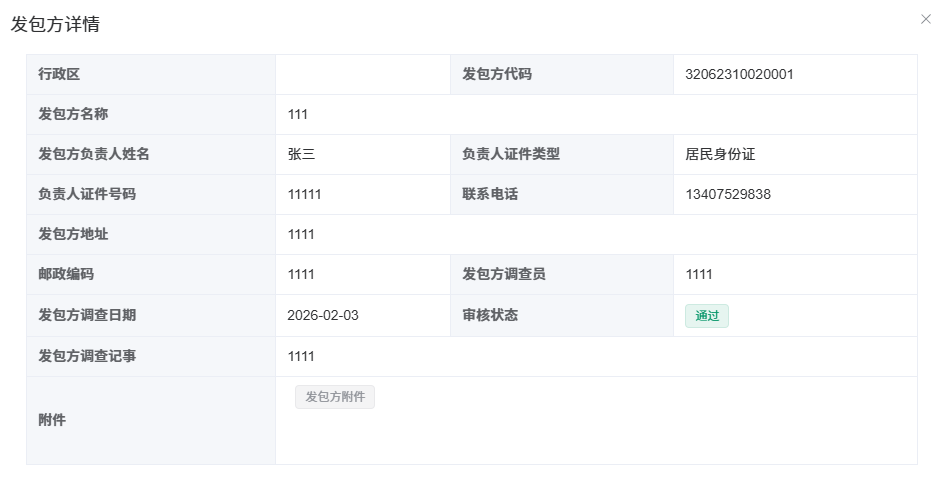 发包方详情
行政区 发包方代码 32062310020001
发包方名称 111
发包方负责人姓名 张三 负责人证件类型 居民身份证
负责人证件号码 11111 联系电话 13407529838
发包方地址 1111
邮政编码 1111 发包方调查员 1111
发包方调查日期 2026-02-03 审核状态 通过
发包方调查记事 1111
附件 发包方附件